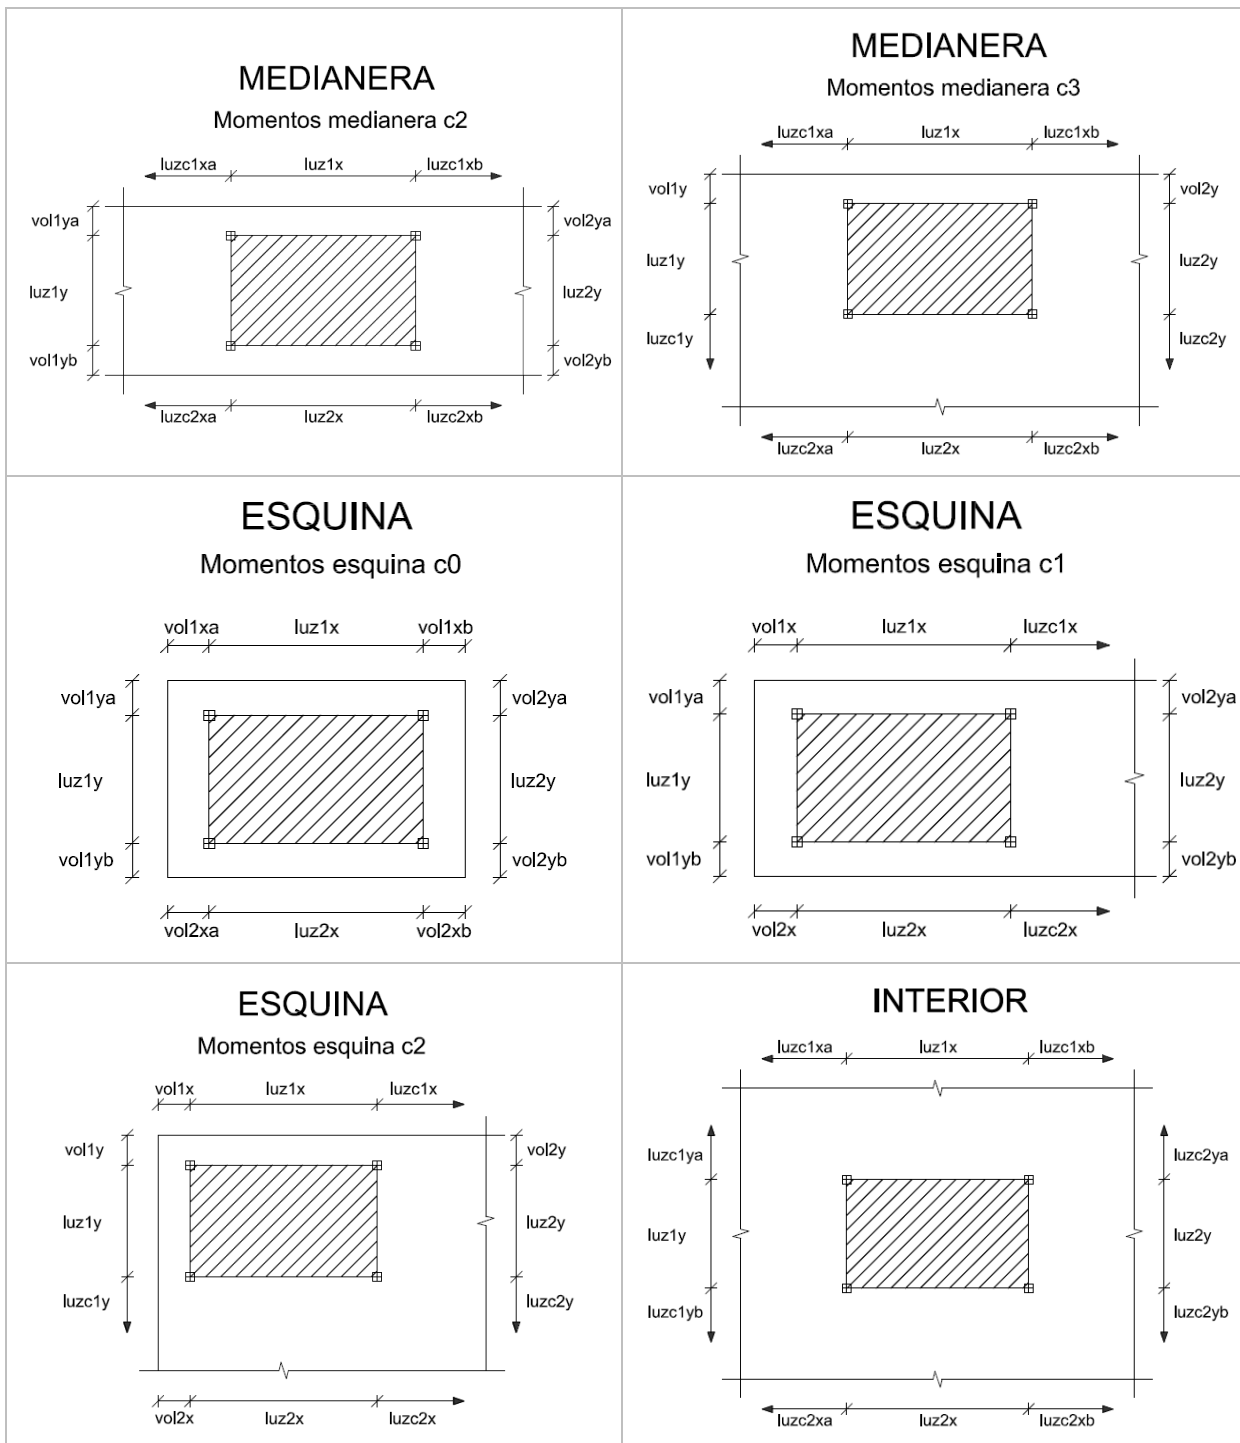 MEDIANERA
Momentos medianera c2
luzc1xa luz1x luzc1xb
vol1ya vol2ya
luz1y luz2y
vol1yb vol2yb
luzc2xa luz2x luzc2xb
MEDIANERA
Momentos medianera c3
luzc1xa luz1x luzc1xb
vol1y vol2y
luz1y luz2y
luzc1y luzc2y
luzc2xa luz2x luzc2xb
ESQUINA
Momentos esquina c0
vol1xa luz1x vol1xb
vol1ya vol2ya
luz1y luz2y
vol1yb vol2yb
vol2xa luz2x vol2xb
ESQUINA
Momentos esquina c1
vol1x luz1x luzc1x
vol1ya vol2ya
luz1y luz2y
vol1yb vol2yb
vol2x luz2x luzc2x
ESQUINA
Momentos esquina c2
vol1x luz1x luzc1x
vol1y vol2y
luz1y luz2y
luzc1y luzc2y
vol2x luz2x luzc2x
INTERIOR
luzc1xa luz1x luzc1xb
luzc1ya luzc2ya
luz1y luz2y
luzc1yb luzc2yb
luzc2xa luz2x luzc2xb